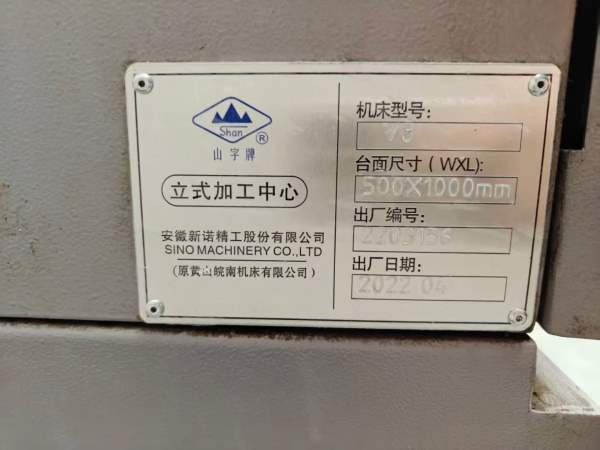 Shan
®
山字牌
立式加工中心
安徽新诺精工股份有限公司
SINO MACHINERY CO.,LTD
(原黄山皖南机床有限公司)
机床型号:
台面尺寸(WXL):
500X1000mm
出厂编号:
出厂日期:
2022 04